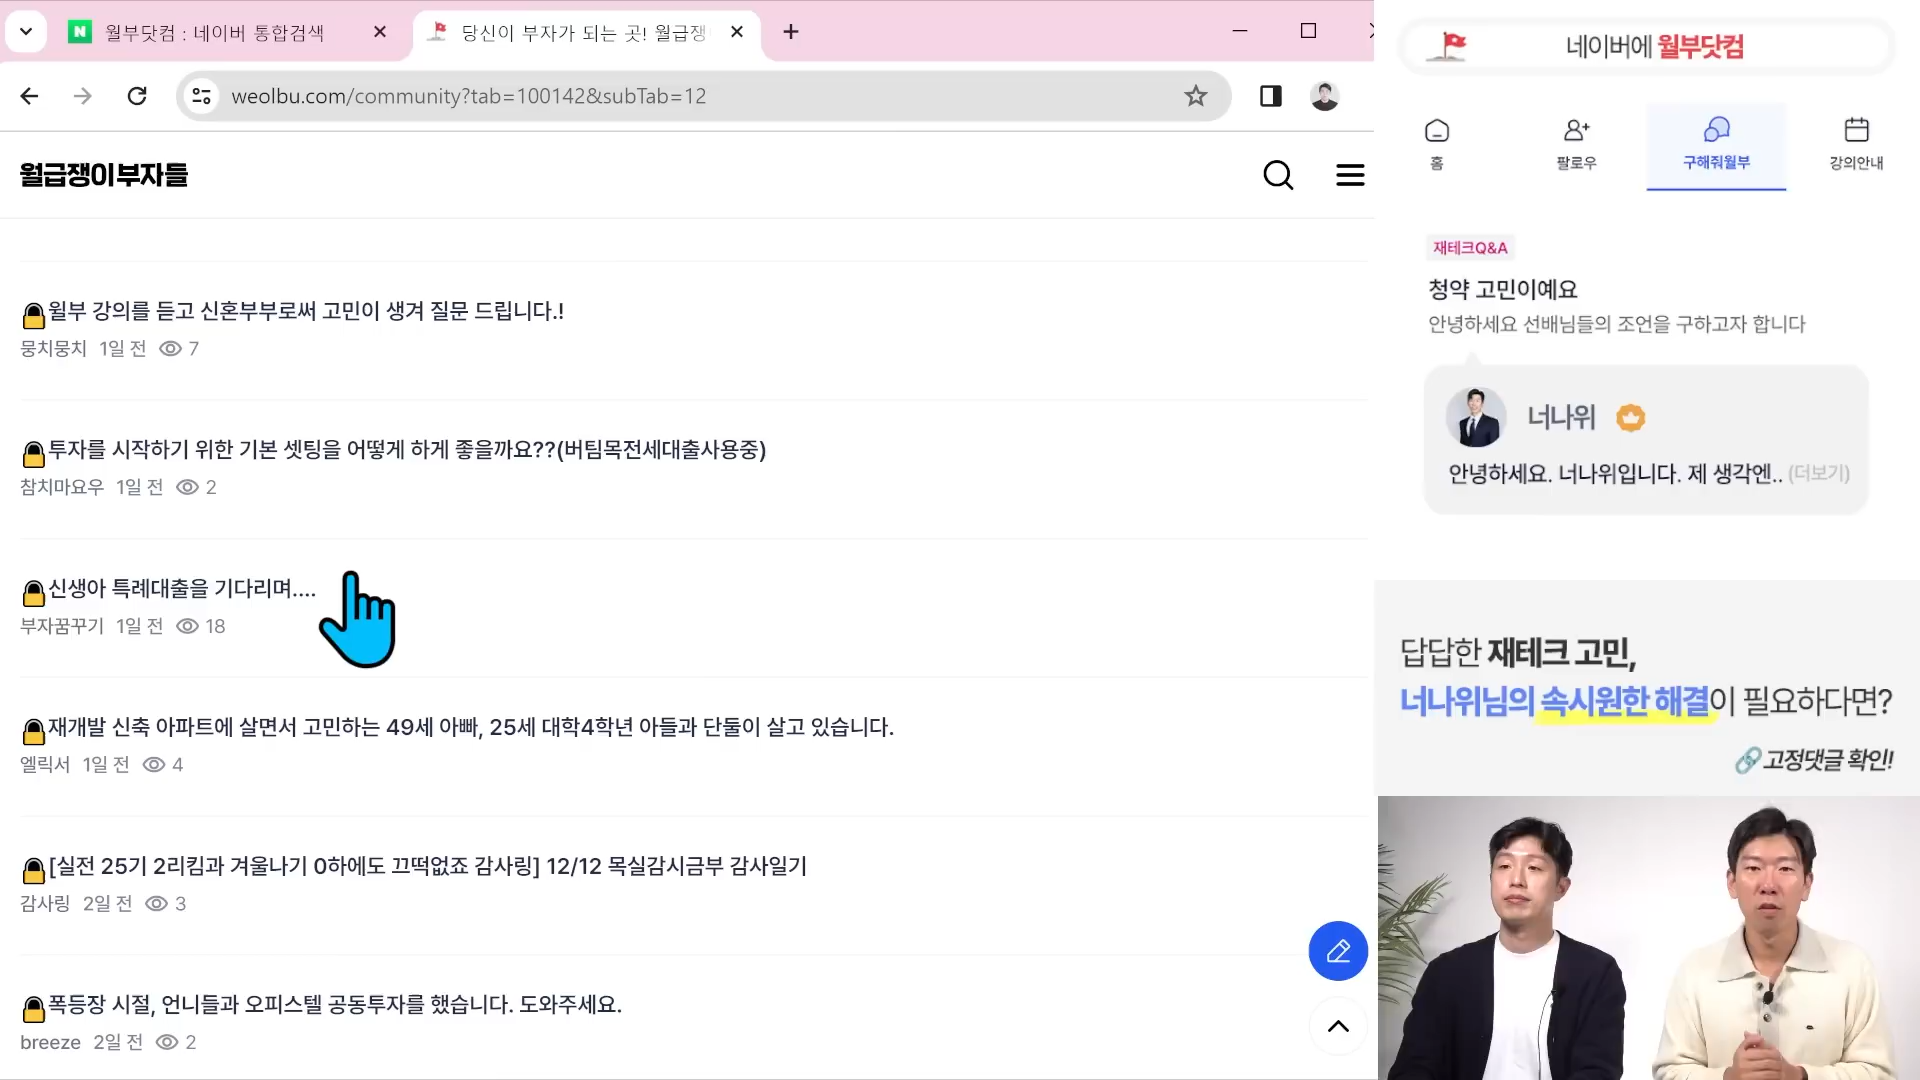 월부닷컴 : 네이버 통합검색
당신이 부자가 되는 곳! 월급쟁
weolbu.com/community?tab=100142&subTab=12
월급쟁이부자들
월부 강의를 듣고 신혼부부로써 고민이 생겨 질문 드립니다.!
뭉치뭉치 1일 전 7
투자를 시작하기 위한 기본 셋팅을 어떻게 하게 좋을까요??(버팀목전세대출사용중)
참치마요우 1일 전 2
신생아 특례대출을 기다리며....
부자꿈꾸기 1일 전 18
재개발 신축 아파트에 살면서 고민하는 49세 아빠, 25세 대학4학년 아들과 단둘이 살고 있습니다.
엘릭서 1일 전 4
[실전 25기 2리킴과 겨울나기 0하에도 끄떡없죠 감사링] 12/12 목실감시금부 감사일기
감사링 2일 전 3
폭등장 시절, 언니들과 오피스텔 공동투자를 했습니다. 도와주세요.
breeze 2일 전 2
네이버에 월부닷컴
홈
팔로우
구해줘월부
강의안내
재테크Q&A
청약 고민이예요
안녕하세요 선배님들의 조언을 구하고자 합니다
너나위
안녕하세요. 너나위입니다. 제 생각엔.. (더보기)
답답한 재테크 고민,
너나위님의 속시원한 해결이 필요하다면?
고정댓글 확인!